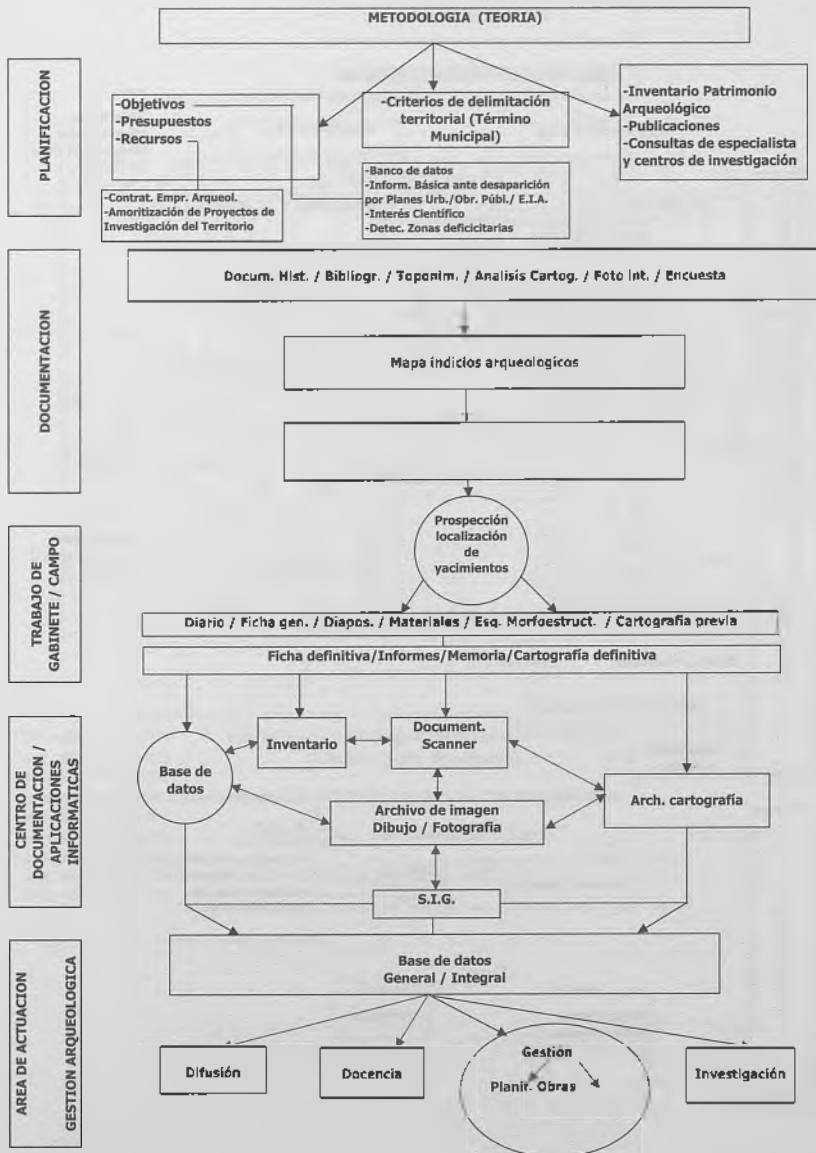 METODOLOGIA (TEORIA)
PLANIFICACION
-Objetivos
-Presupuestos
-Recursos
-Criterios de delimitación
territorial (Término
Municipal)
-Inventario Patrimonio
Arqueológico
-Publicaciones
-Consultas de especialista
y centros de investigación
-Contrat. Empr. Arqueol.
-Amoritización de Proyectos de
Investigación del Territorio
-Banco de datos
-Inform. Básica ante desaparición
por Planes Urb./Obr. Públ./ E.I.A.
-Interés Científico
-Detec. Zonas deficicitarias
DOCUMENTACION
Docum. Hist. / Bibliogr. / Toponim. / Analisis Cartog. / Foto Int. / Encuesta
Mapa indicios arqueologicos
TRABAJO DE
GABINETE / CAMPO
Prospección
localización
de
yacimientos
Diario / Ficha gen. / Diapos. / Materiales / Esq. Morfoestruct. / Cartografia previa
Ficha definitiva/Informes/Memoria/Cartografía definitiva
CENTRO DE
DOCUMENTACION /
APLICACIONES
INFORMATICAS
Base de
datos
Inventario
Document.
Scanner
Archivo de imagen
Dibujo / Fotografia
Arch. cartografía
S.I.G.
AREA DE ACTUACION
GESTION ARQUEOLOGICA
Base de datos
General / Integral
Difusión
Docencia
Gestion
Planif. Obras
Investigación